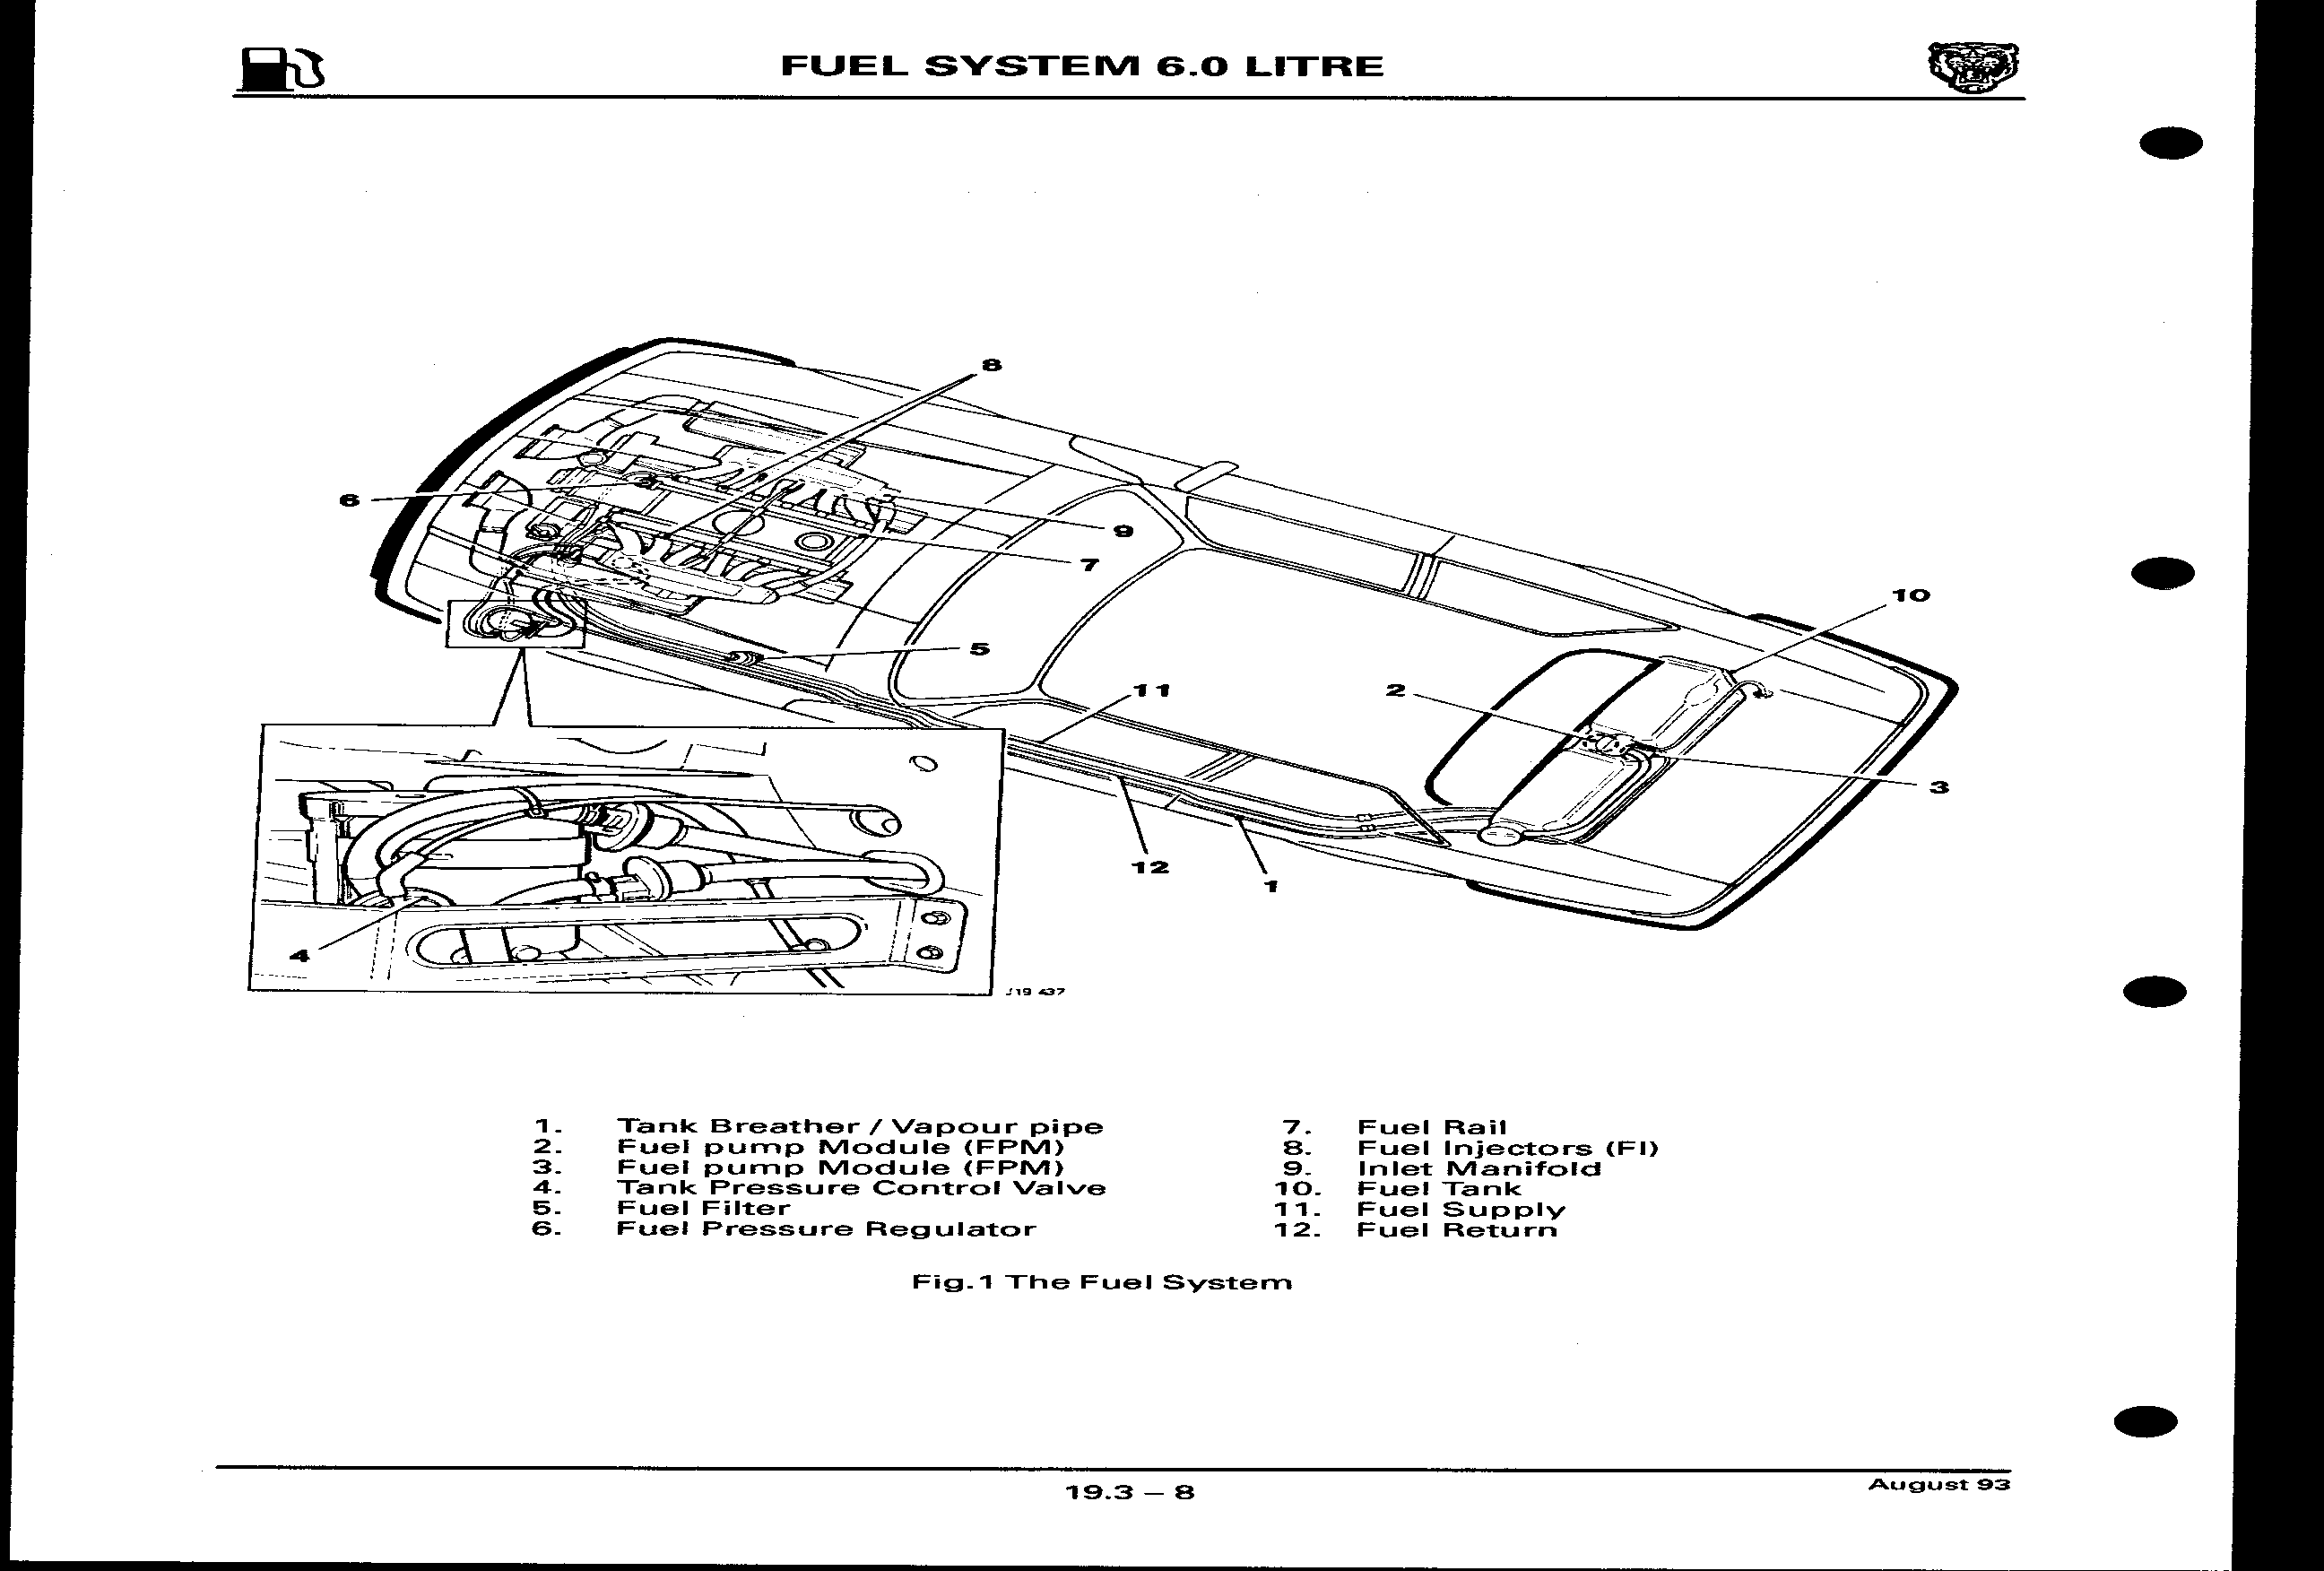 FUEL SYSTEM 6.0 LITRE
8
6
9
7
10
5
11
2
3
12
1
4
J19 437
1. Tank Breather / Vapour pipe
2. Fuel pump Module (FPM)
3. Fuel pump Module (FPM)
4. Tank Pressure Control Valve
5. Fuel Filter
6. Fuel Pressure Regulator
7. Fuel Rail
8. Fuel Injectors (FI)
9. Inlet Manifold
10. Fuel Tank
11. Fuel Supply
12. Fuel Return
Fig.1 The Fuel System
19.3 – 8
August 93